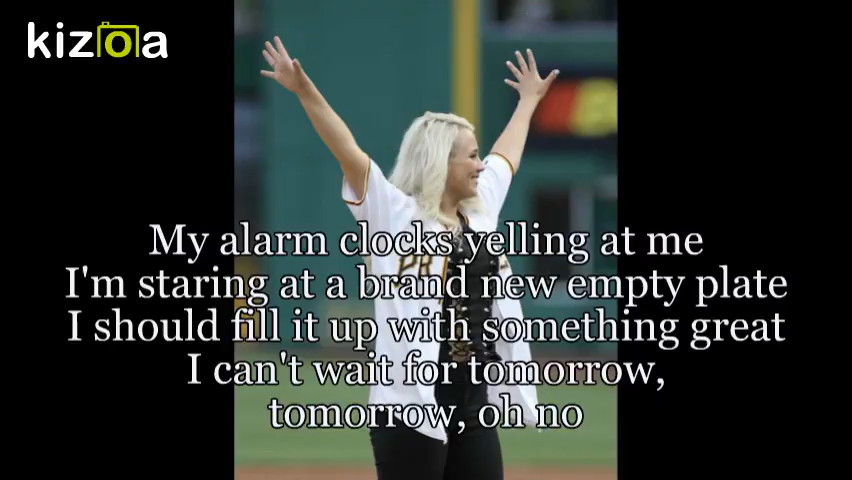 kizoa
My alarm clocks yelling at me
I'm staring at a brand new empty plate
I should fill it up with something great
I can't wait for tomorrow,
tomorrow, oh no